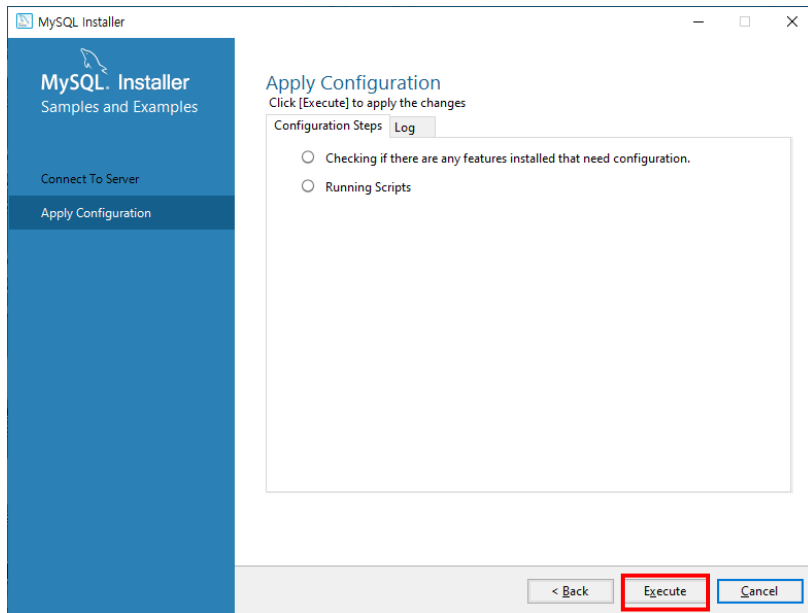 MySQL Installer
MySQL. Installer
Samples and Examples
Connect To Server
Apply Configuration
Apply Configuration
Click [Execute] to apply the changes
Configuration Steps Log
Checking if there are any features installed that need configuration.
Running Scripts
< Back Execute Cancel